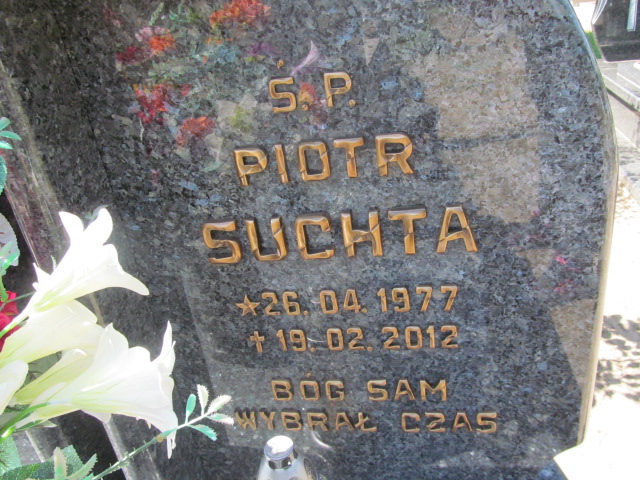 Ś. P.
PIOTR
SUCHTA
★26. 04. 1977
†19. 02. 2012
BÓG SAM
WYBRAŁ CZAS